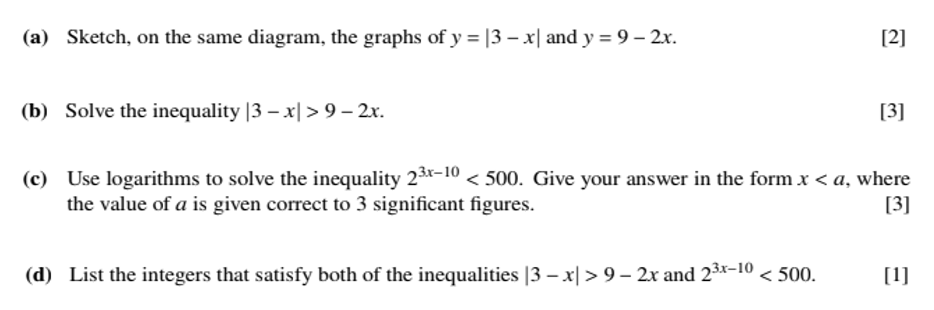 (a) Sketch, on the same diagram, the graphs of y = |3 – x| and y = 9 – 2x. [2]
(b) Solve the inequality |3 – x| > 9 – 2x. [3]
(c) Use logarithms to solve the inequality 2^{3x–10} < 500. Give your answer in the form x < a, where
the value of a is given correct to 3 significant figures. [3]
(d) List the integers that satisfy both of the inequalities |3 – x| > 9 – 2x and 2^{3x–10} < 500. [1]